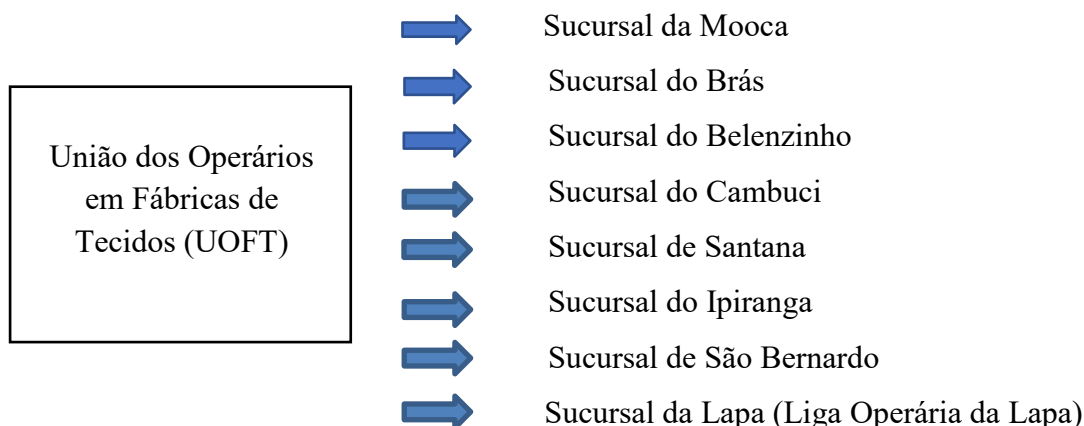 Sucursal da Mooca
Sucursal do Brás
Sucursal do Belenzinho
União dos Operários
em Fábricas de
Tecidos (UOFT)
Sucursal do Cambuci
Sucursal de Santana
Sucursal do Ipiranga
Sucursal de São Bernardo
Sucursal da Lapa (Liga Operária da Lapa)